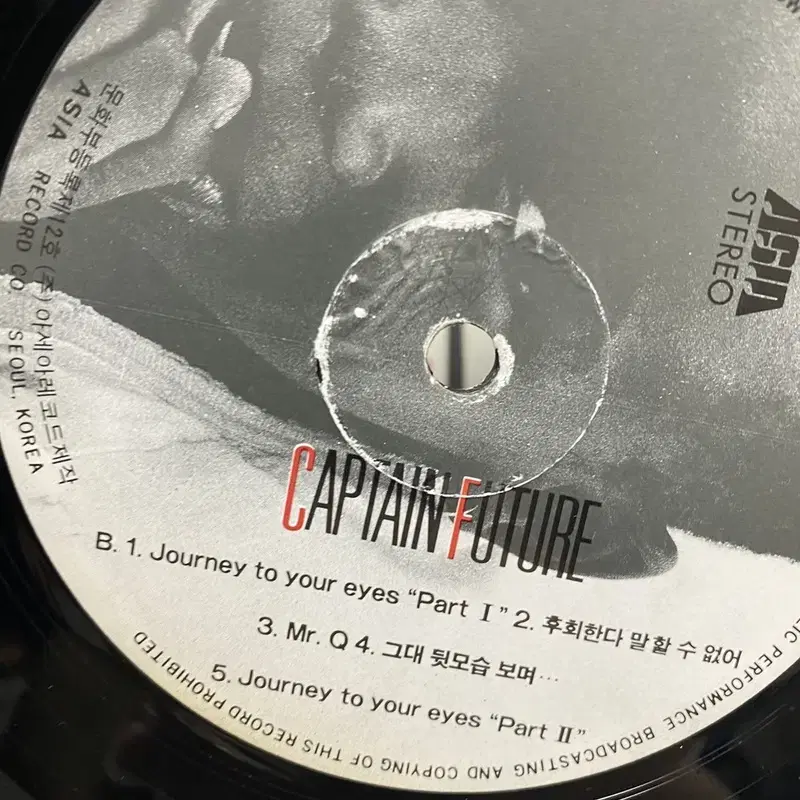 ASIA
STEREO
CAPTAIN FUTURE
B. 1. Journey to your eyes “Part Ⅰ” 2. 후회한다 말할 수 없어
3. Mr. Q 4. 그대 뒷모습 보며…
5. Journey to your eyes “Part Ⅱ”
문화부등록제12호 (주)아세아레코드제작
ASIA RECORD CO. SEOUL, KOREA
PERFORMANCE BROADCASTING AND COPYING OF THIS RECORD PROHIBITED